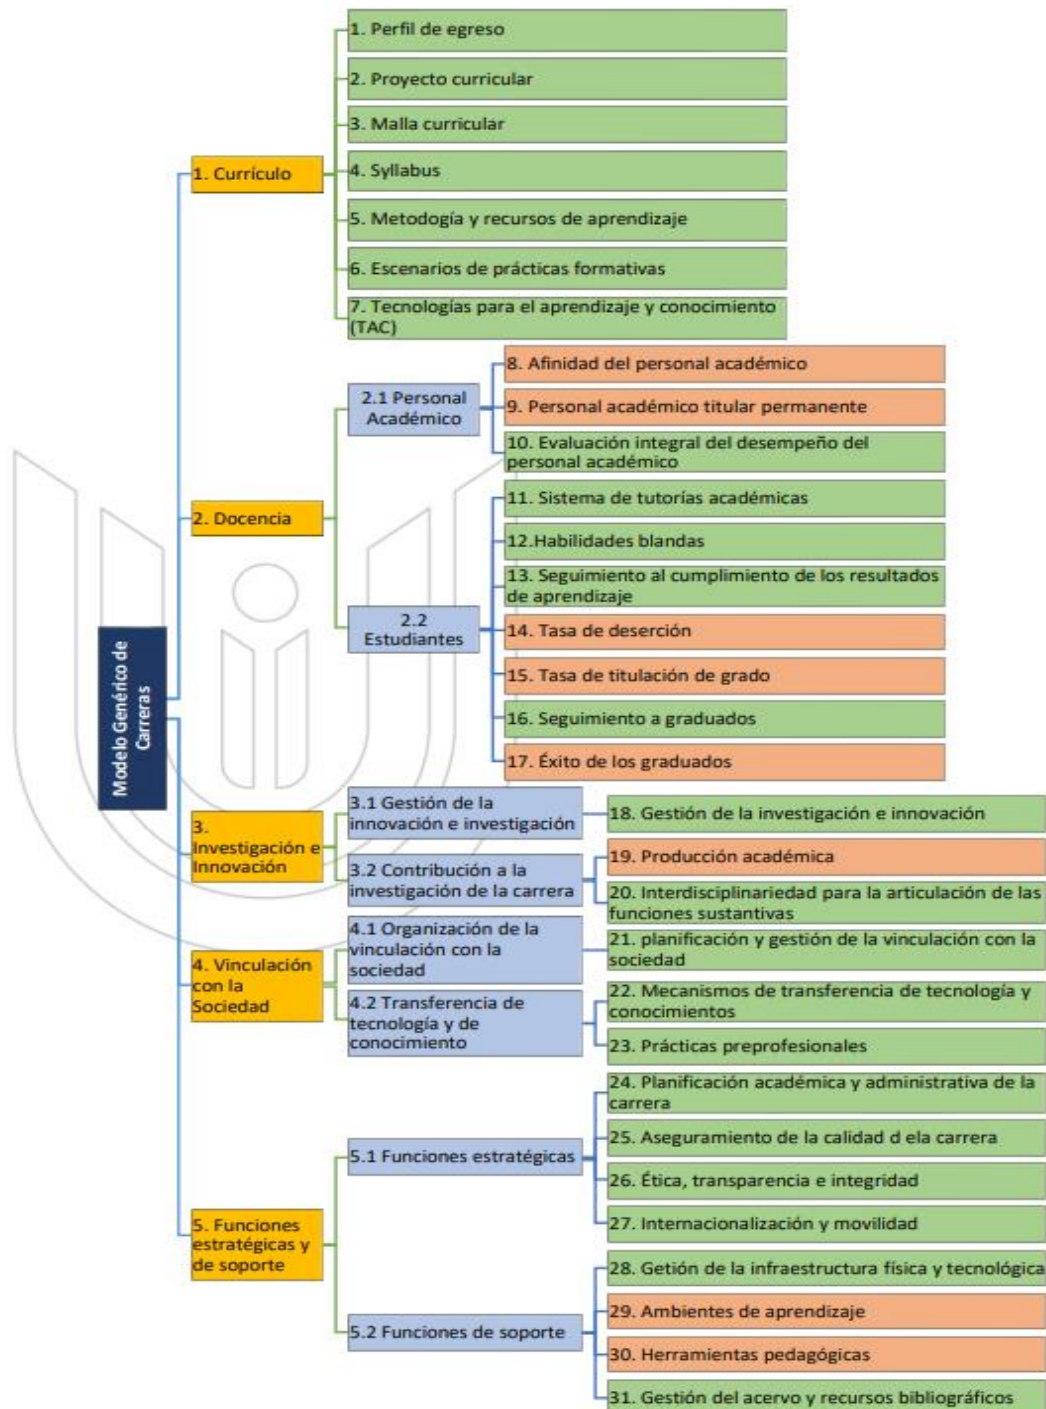 1. Perfil de egreso
2. Proyecto curricular
3. Malla curricular
1. Currículo
4. Syllabus
5. Metodogía y recursos de aprendizaje
6. Escenarios de prácticas formativas
7. Tecnologías para el aprendizaje y conocimiento
(TAC)
8. Afinidad del personal académico
2.1 Personal
Académico
9. Personal académico titular permanente
10. Evaluación integral del desempeño del
personal académico
11. Sistema de tutorías académicas
2. Docencia
12.Habilidades blandas
13. Seguimiento al cumplimiento de los resultados
de aprendizaje
2.2
Estudiantes
14. Tasa de deserción
15. Tasa de titulación de grado
Modelo Genérico de
Carreras
16. Seguimiento a graduados
17. Éxito de los graduados
3.1 Gestión de la
innovación e investigación
18. Gestión de la investigación e innovación
3.
Investigación e
Innovación
19. Producción académica
3.2 Contribución a la
investigación de la carrera
20. Interdisciplinariedad para la articulación de las
funciones sustantivas
4.1 Organización de la
vinculación con la
sociedad
21. planificación y gestión de la vinculación con la
sociedad
4. Vinculación
con la
Sociedad
22. Mecanismos de transferencia de tecnología y
conocimientos
4.2 Transferencia de
tecnología y de
conocimiento
23. Prácticas preprofesionales
24. Planificación académica y administrativa de la
carrera
25. Aseguramiento de la calidad d ela carrera
5.1 Funciones estratégicas
26. Ética, transparencia e integridad
27. Internacionalización y movilidad
5. Funciones
estratégicas y
de soporte
28. Getión de la infraestructura física y tecnológica
29. Ambientes de aprendizaje
5.2 Funciones de soporte
30. Herramientas pedagógicas
31. Gestión del acervo y recursos bibliográficos